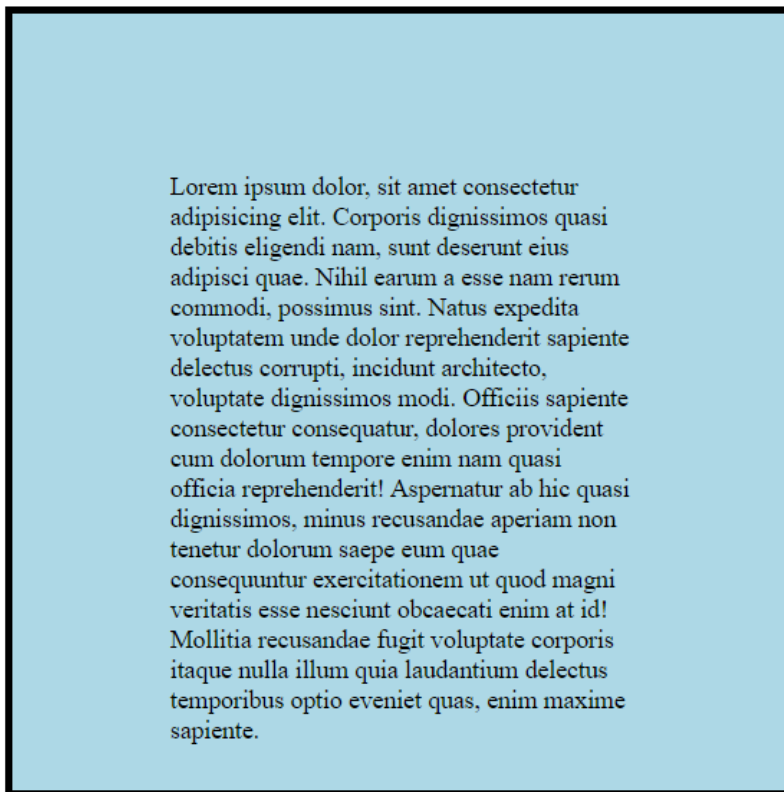 Lorem ipsum dolor, sit amet consectetur
adipisicing elit. Corporis dignissimos quasi
debitis eligendi nam, sunt deserunt eius
adipisci quae. Nihil earum a esse nam rerum
commodi, possimus sint. Natus expedita
voluptatem unde dolor reprehenderit sapiente
delectus corrupti, incidunt architecto,
voluptate dignissimos modi. Officiis sapiente
consectetur consequatur, dolores provident
cum dolorum tempore enim nam quasi
officia reprehenderit! Aspernatur ab hic quasi
dignissimos, minus recusandae aperiam non
tenetur dolorum saepe eum quae
consequuntur exercitationem ut quod magni
veritatis esse nesciunt obcaecati enim at id!
Mollitia recusandae fugit voluptate corporis
itaque nulla illum quia laudantium delectus
temporibus optio eveniet quas, enim maxime
sapiente.